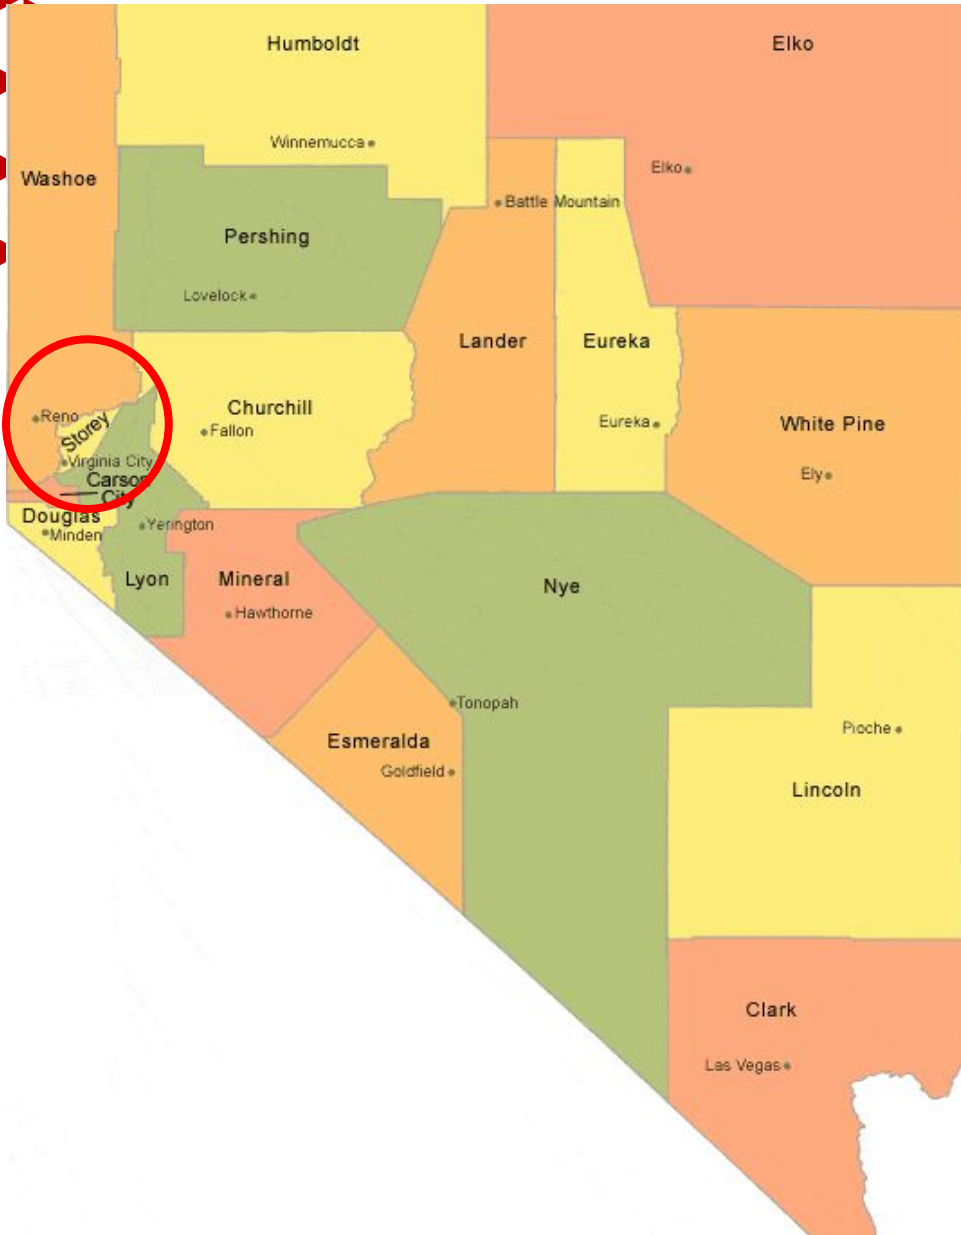 Humboldt
Elko
Winnemucca
Washoe
Elko
Battle Mountain
Pershing
Lovelock
Lander
Eureka
Churchill
Reno
Storey
Fallon
Eureka
White Pine
Virginia City
Ely
Carson
City
Douglas
Minden
Yerington
Lyon
Mineral
Nye
Hawthorne
Tonopah
Pioche
Esmeralda
Goldfield
Lincoln
Clark
Las Vegas